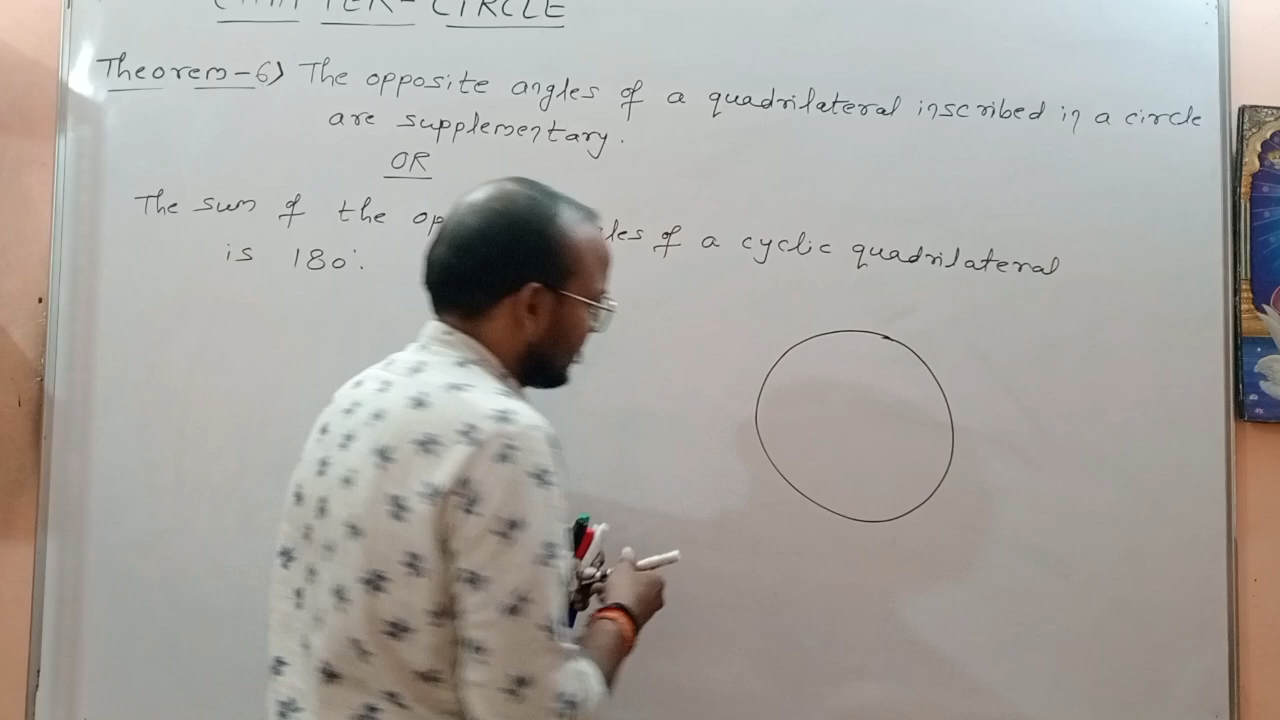 CHAPTER - CIRCLE
Theorem-6) The opposite angles of a quadrilateral inscribed in a circle
are supplementary.
OR
The sum of the of a cyclic quadrilateral
is 180°.